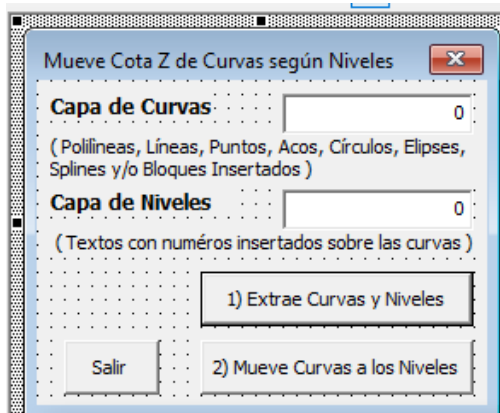 Mueve Cota Z de Curvas según Niveles
Capa de Curvas 0
( Polilineas, Líneas, Puntos, Acos, Círculos, Elipses,
Splines y/o Bloques Insertados )
Capa de Niveles 0
( Textos con numéros insertados sobre las curvas )
1) Extrae Curvas y Niveles
Salir 2) Mueve Curvas a los Niveles